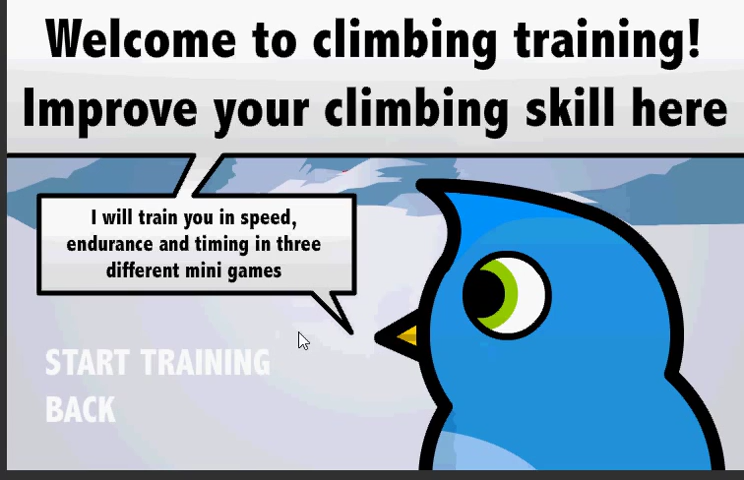 Welcome to climbing training!
Improve your climbing skill here
I will train you in speed,
endurance and timing in three
different mini games
START TRAINING
BACK